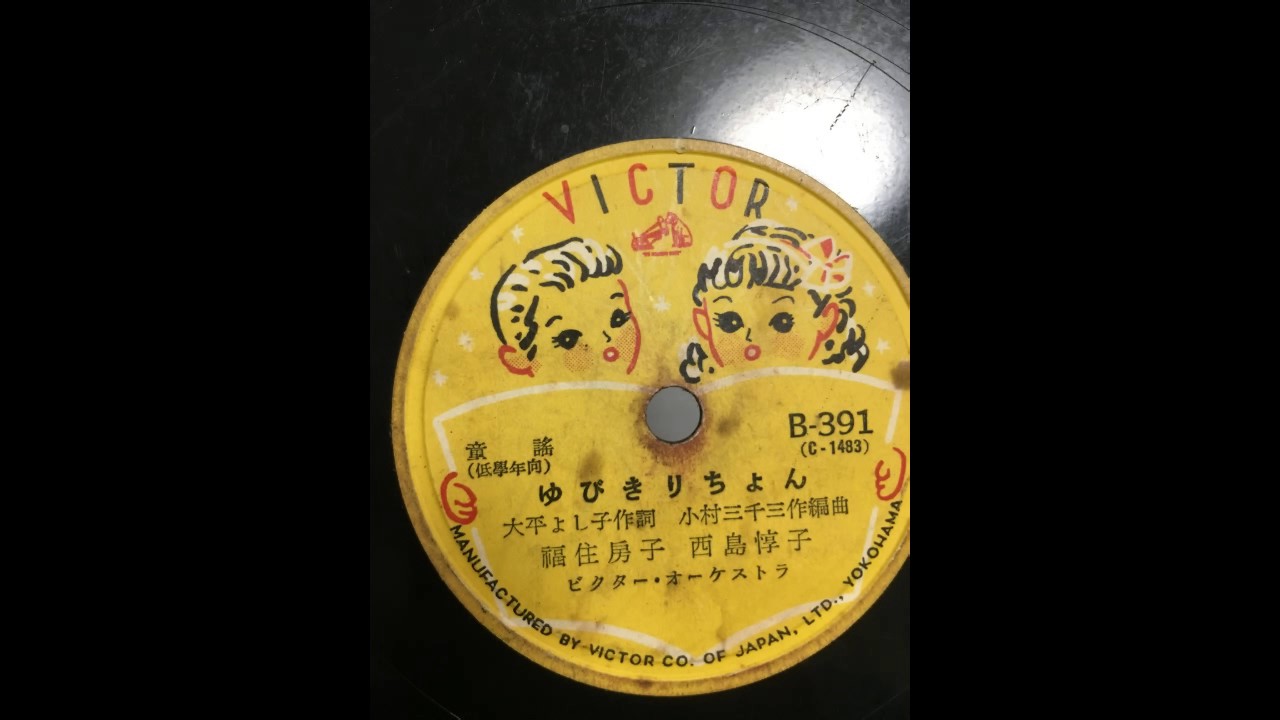 VICTOR
B-391
(C-1483)
童謠
(低學年向)
ゆびきりちょん
大平よし子作詞 小村三千三作編曲
福住房子 西島惇子
ビクター・オーケストラ
MANUFACTURED BY VICTOR CO. OF JAPAN, LTD., YOKOHAMA